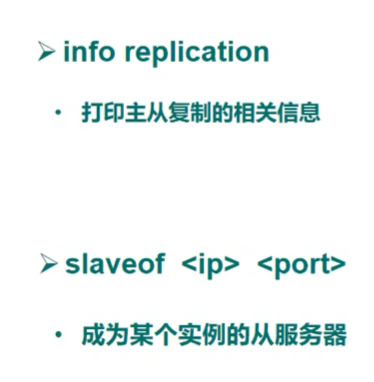 ➢ info replication
• 打印主从复制的相关信息
➢ slaveof <ip> <port>
• 成为某个实例的从服务器